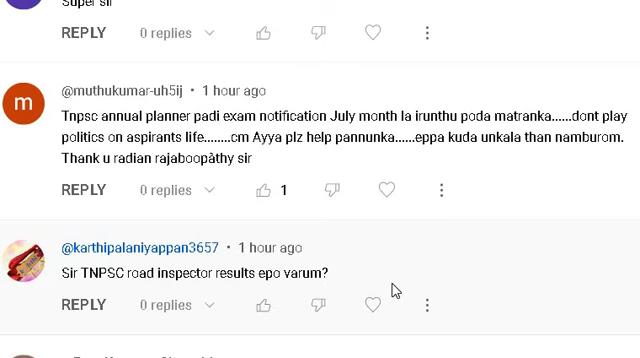 Super sir
REPLY 0 replies
m @muthukumar-uh5ij • 1 hour ago
Tnpsc annual planner padi exam notification July month la irunthu poda matranka......dont play
politics on aspirants life........cm Ayya plz help pannunka......eppa kuda unkala than namburom.
Thank u radian rajaboopàthy sir
REPLY 0 replies 1
@karthipalaniyappan3657 • 1 hour ago
Sir TNPSC road inspector results epo varum?
REPLY 0 replies